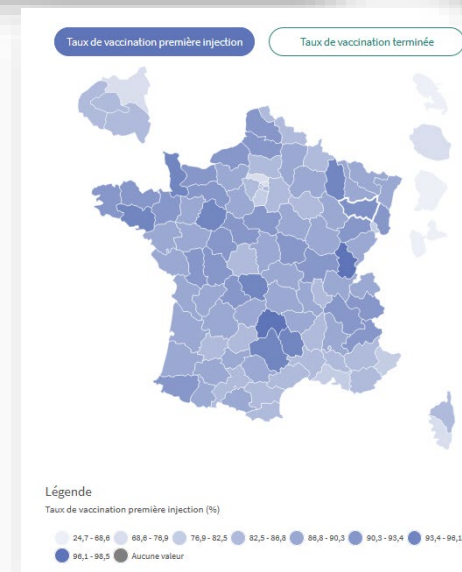 Taux de vaccination première injection
Taux de vaccination terminée
Légende
Taux de vaccination première injection (%)
24,7 - 68,6 68,6 - 76,9 76,9 - 82,5 82,5 - 86,8 86,8 - 90,3 90,3 - 93,4 93,4 - 96,1
96,1 - 98,5 Aucune valeur